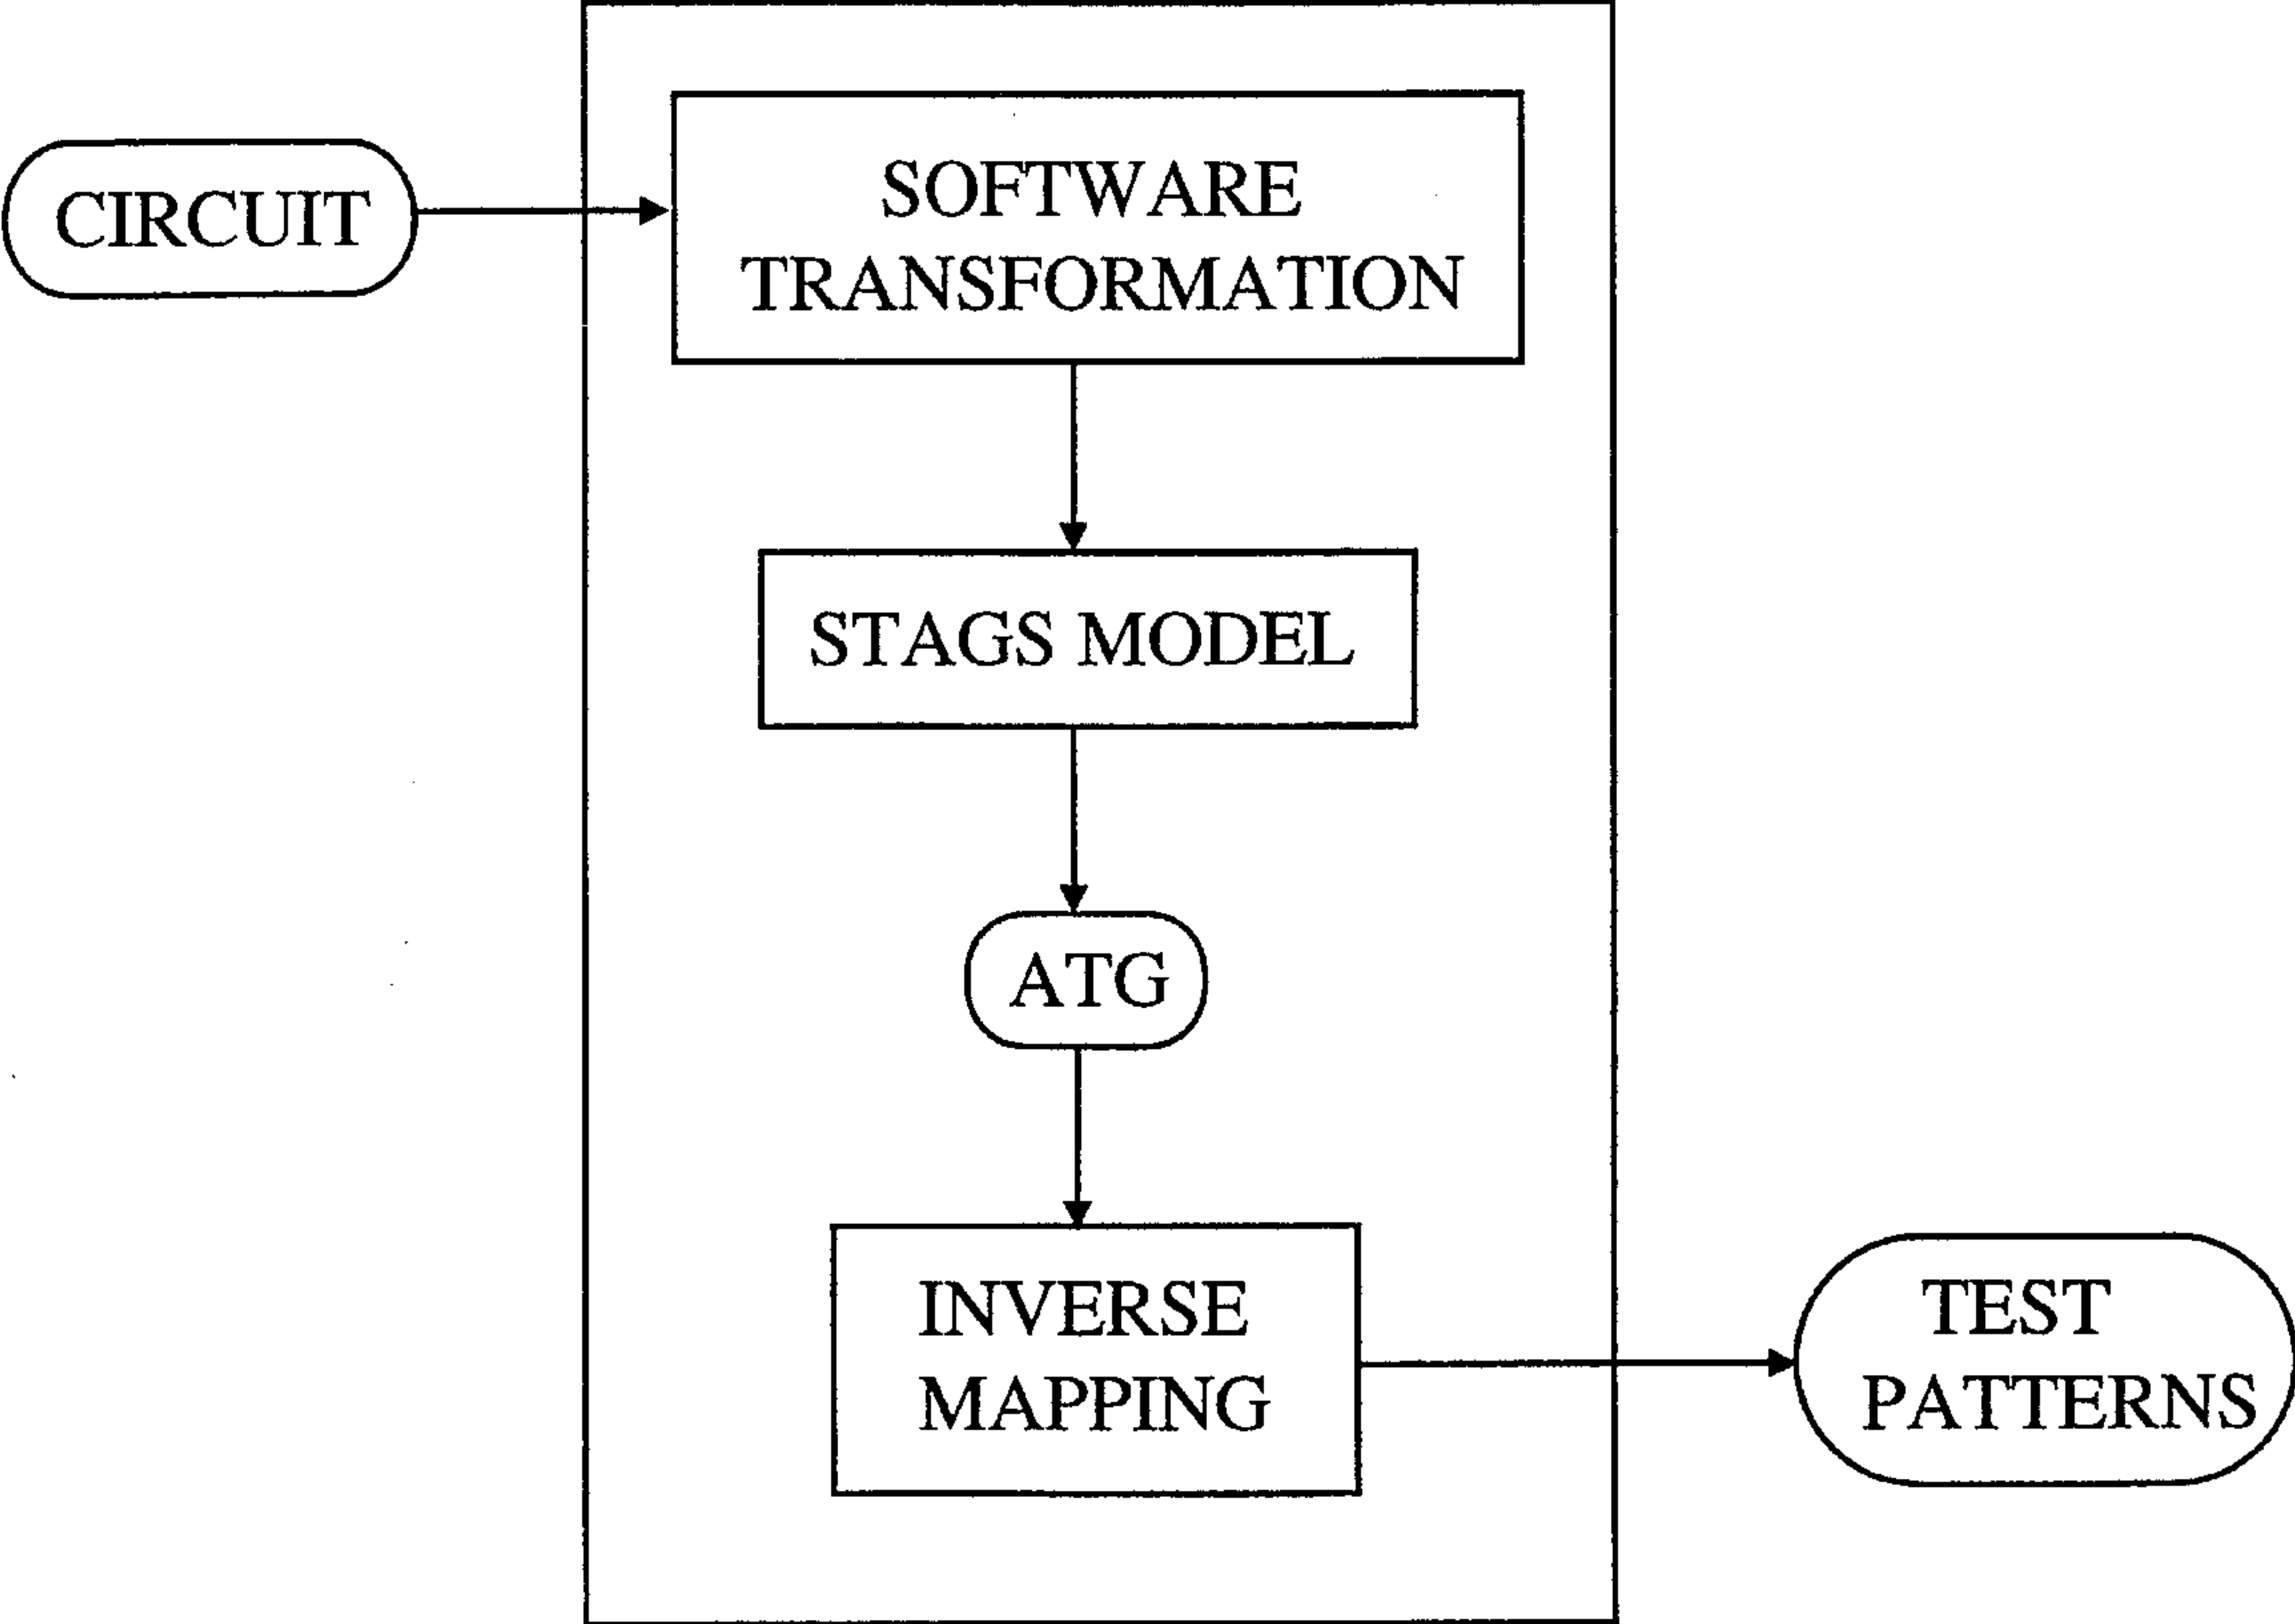 CIRCUIT
SOFTWARE
TRANSFORMATION
STAGS MODEL
ATG
INVERSE
MAPPING
TEST
PATTERNS